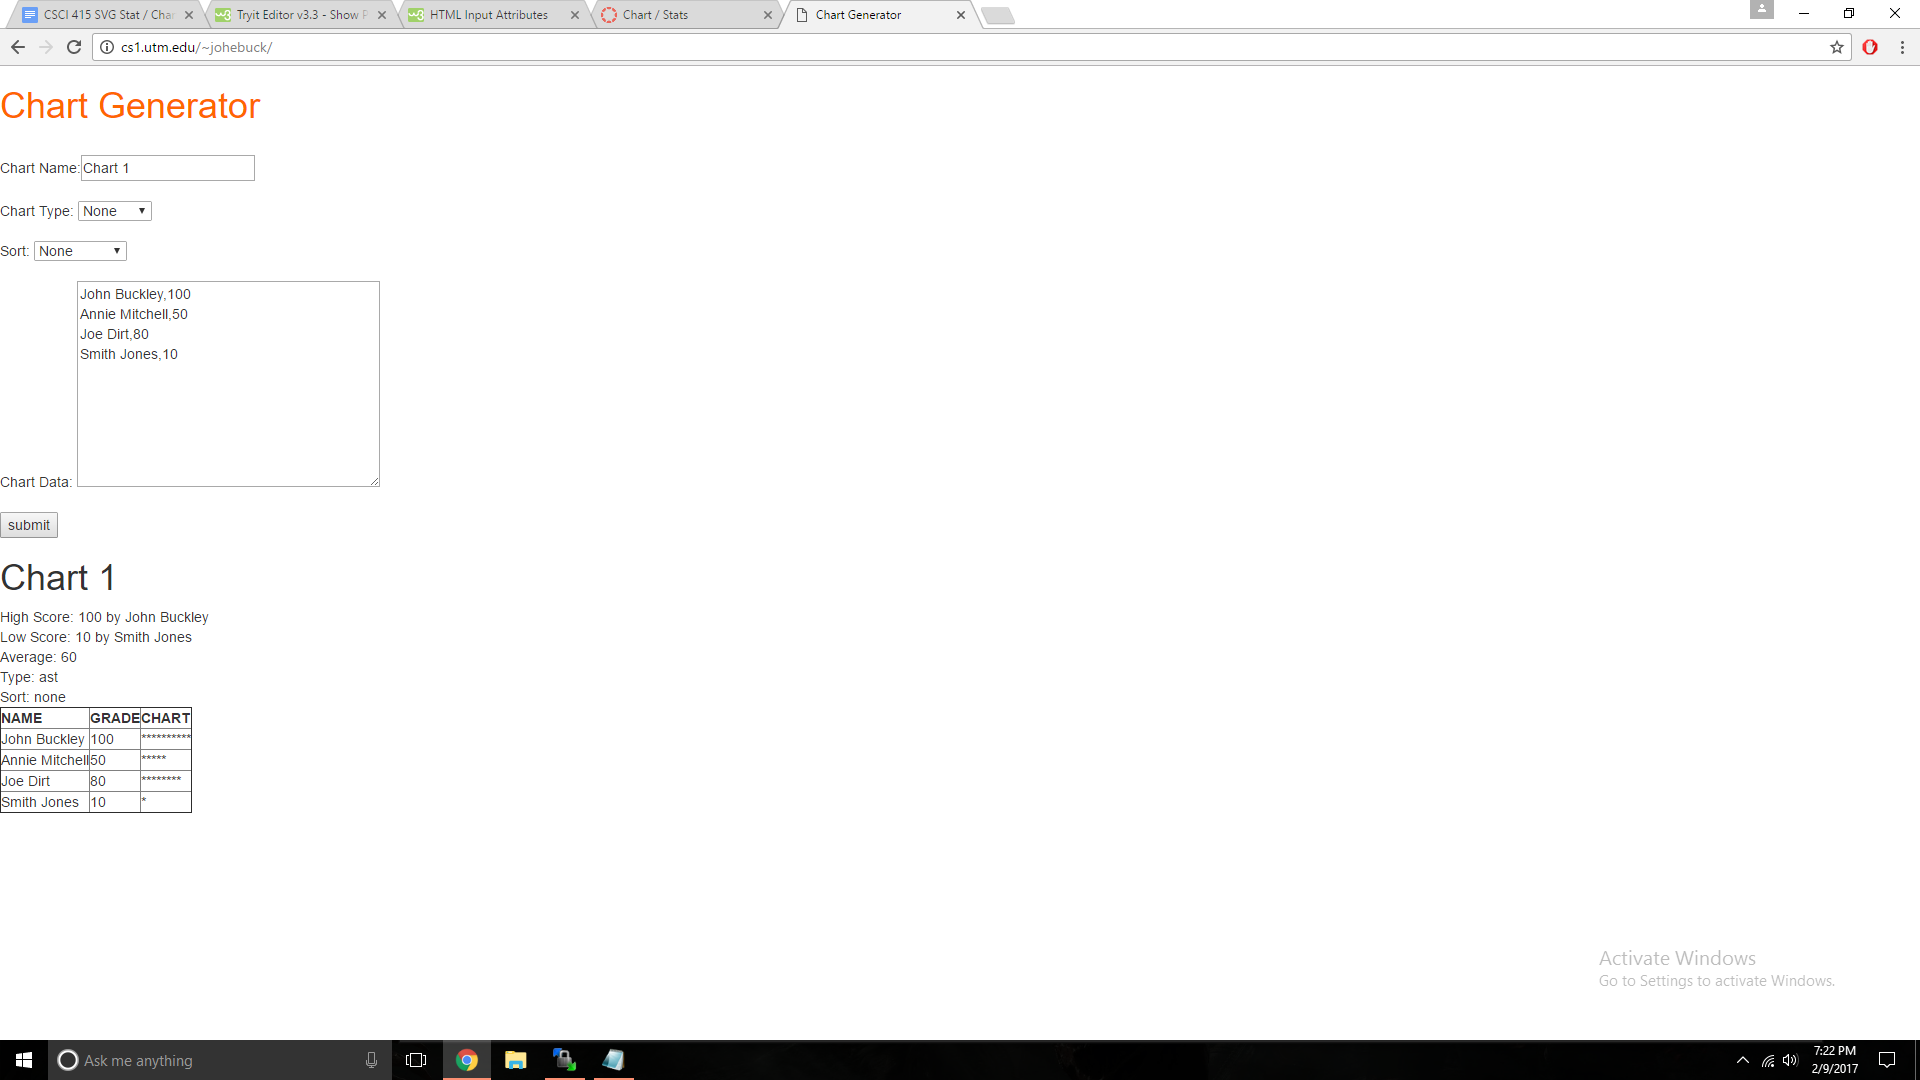 CSCI 415 SVG Stat / Cha
Tryit Editor v3.3 - Show P
HTML Input Attributes
Chart / Stats
Chart Generator
cs1.utm.edu/~johebuck/
Chart Generator
Chart Name: Chart 1
Chart Type: None
Sort: None
John Buckley,100
Annie Mitchell,50
Joe Dirt,80
Smith Jones,10
Chart Data:
submit
Chart 1
High Score: 100 by John Buckley
Low Score: 10 by Smith Jones
Average: 60
Type: ast
Sort: none
NAME GRADE CHART
John Buckley 100 **********
Annie Mitchell 50 *****
Joe Dirt 80 ********
Smith Jones 10 *
Activate Windows
Go to Settings to activate Windows.
Ask me anything
7:22 PM
2/9/2017